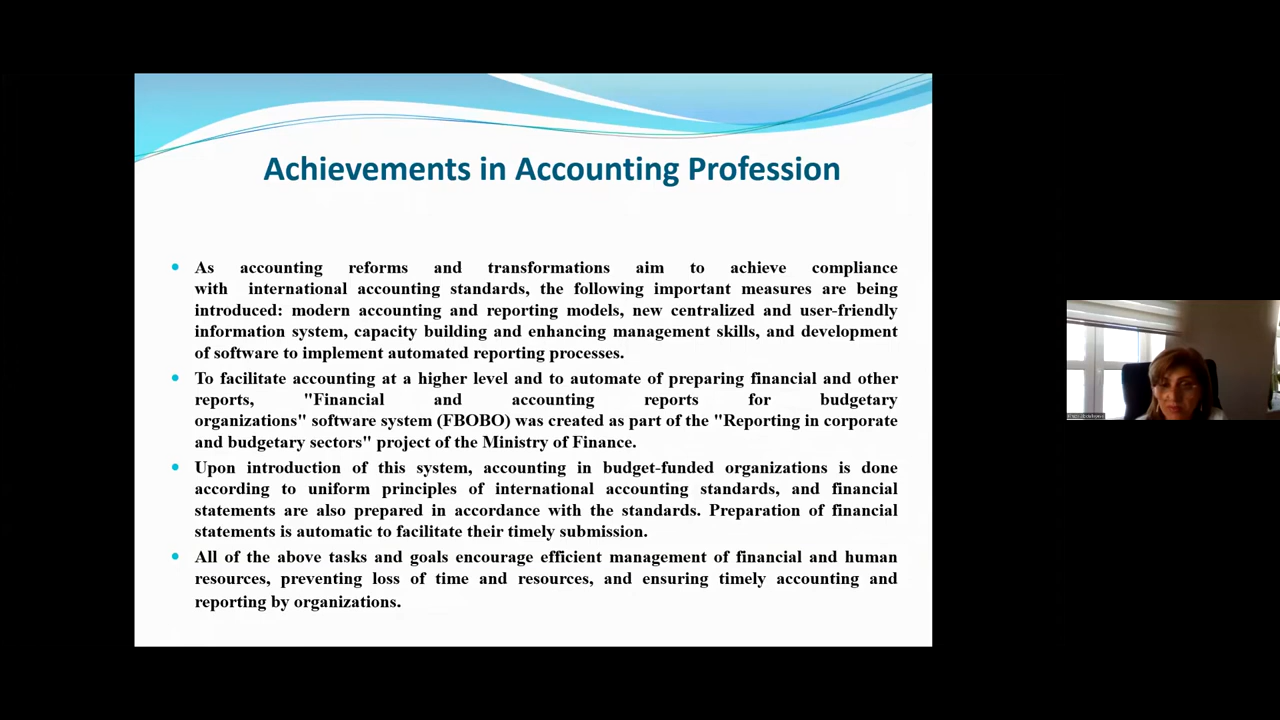 Achievements in Accounting Profession
As accounting reforms and transformations aim to achieve compliance
with international accounting standards, the following important measures are being
introduced: modern accounting and reporting models, new centralized and user-friendly
information system, capacity building and enhancing management skills, and development
of software to implement automated reporting processes.
To facilitate accounting at a higher level and to automate of preparing financial and other
reports, "Financial and accounting reports for budgetary
organizations" software system (FBOBO) was created as part of the "Reporting in corporate
and budgetary sectors" project of the Ministry of Finance.
Upon introduction of this system, accounting in budget-funded organizations is done
according to uniform principles of international accounting standards, and financial
statements are also prepared in accordance with the standards. Preparation of financial
statements is automatic to facilitate their timely submission.
All of the above tasks and goals encourage efficient management of financial and human
resources, preventing loss of time and resources, and ensuring timely accounting and
reporting by organizations.